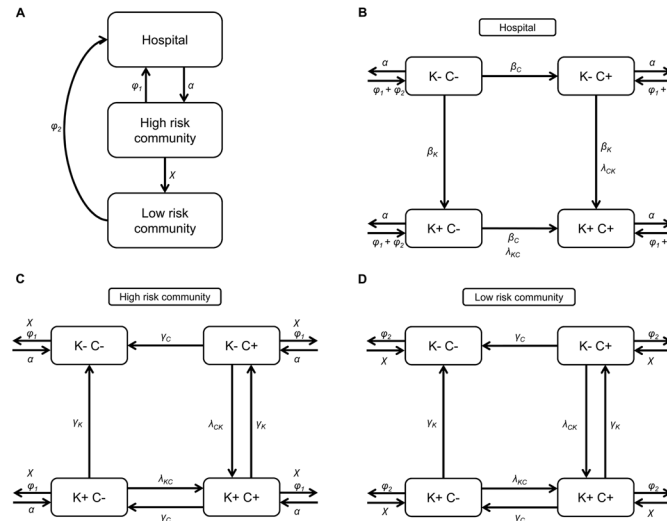 A
Hospital
φ1
α
φ2
High risk
community
χ
Low risk
community
B
Hospital
α
K- C-
βC
K- C+
α
φ1 + φ2
φ1 +
βK
βK
λCK
α
K+ C-
βC
K+ C+
α
φ1 + φ2
λKC
φ1 +
C
High risk community
χ
φ1
α
K- C-
γC
K- C+
χ
φ1
α
γK
λCK
γK
χ
φ1
α
K+ C-
λKC
γC
K+ C+
χ
φ1
α
D
Low risk community
φ2
χ
K- C-
γC
K- C+
φ2
χ
γK
λCK
γK
φ2
χ
K+ C-
λKC
γC
K+ C+
φ2
χ